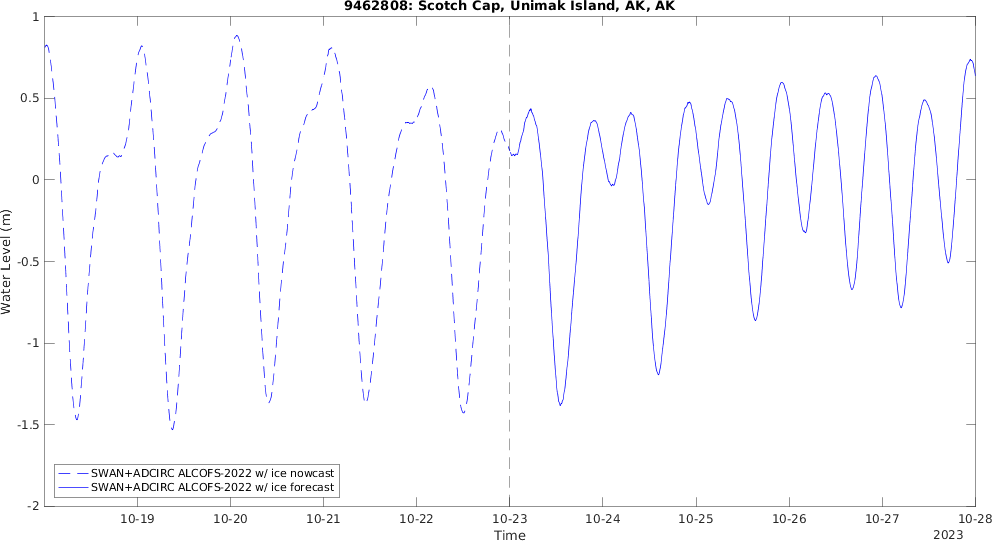 9462808: Scotch Cap, Unimak Island, AK, AK
Water Level (m)
1
0.5
0
-0.5
-1
-1.5
-2
SWAN+ADCIRC ALCOFS-2022 w/ ice nowcast
SWAN+ADCIRC ALCOFS-2022 w/ ice forecast
10-19 10-20 10-21 10-22 10-23 10-24 10-25 10-26 10-27 10-28
Time
2023